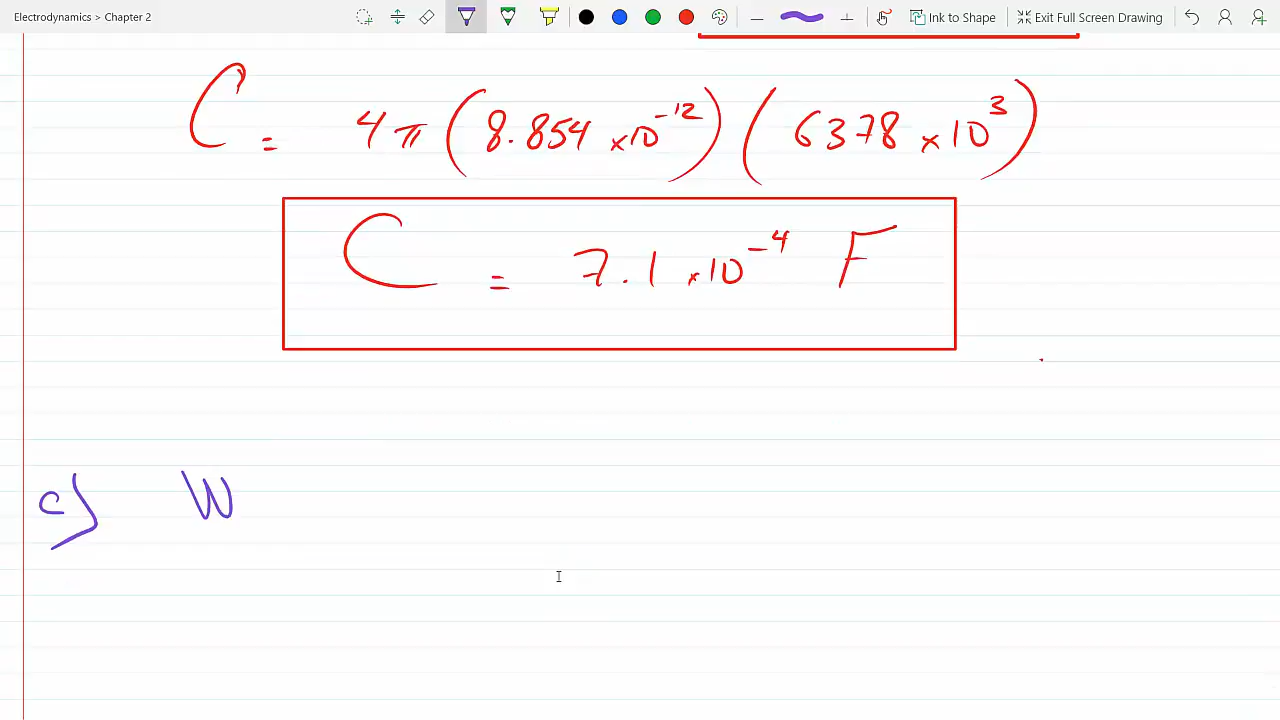 Electrodynamics > Chapter 2
Ink to Shape
Exit Full Screen Drawing
C = 4π (8.854 ×10⁻¹²) (6378 ×10³)
C = 7.1 ×10⁻⁴ F
c) W